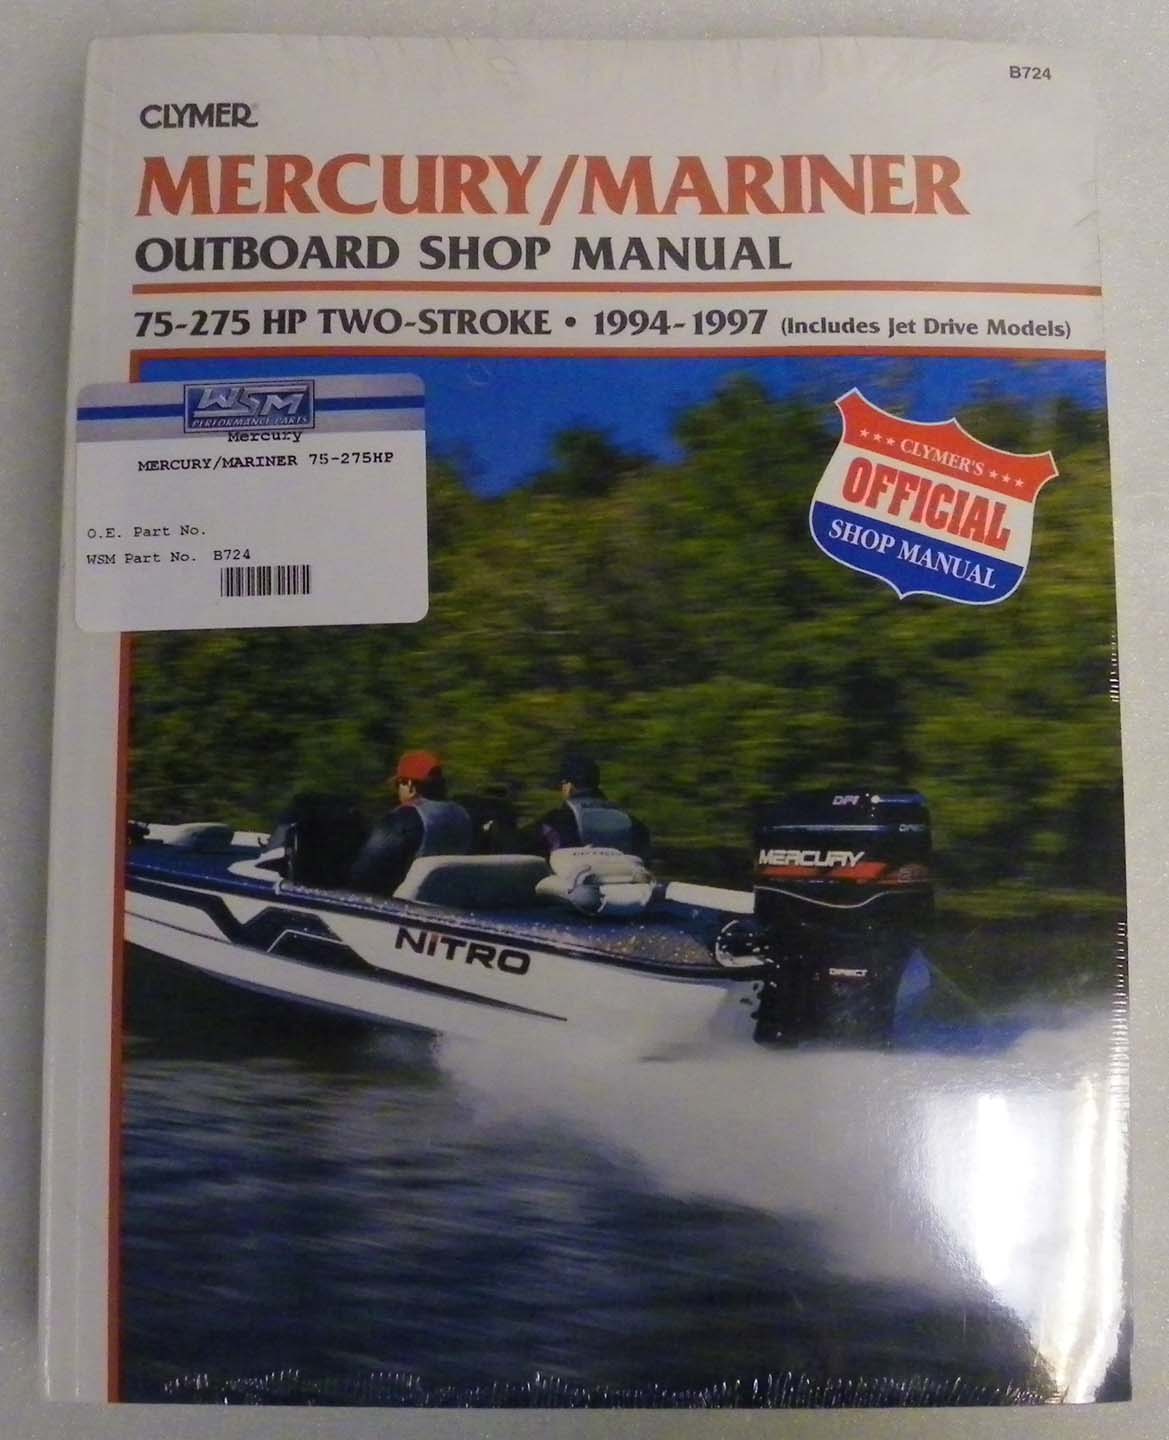 B724
CLYMER®
MERCURY/MARINER
OUTBOARD SHOP MANUAL
75-275 HP TWO-STROKE • 1994-1997 (Includes Jet Drive Models)
WSM
PERFORMANCE PARTS
Mercury
MERCURY/MARINER 75-275HP
O.E. Part No.
WSM Part No. B724
★★★ CLYMER'S ★★★
OFFICIAL
SHOP MANUAL
DFI
MERCURY
DIRECT
NITRO